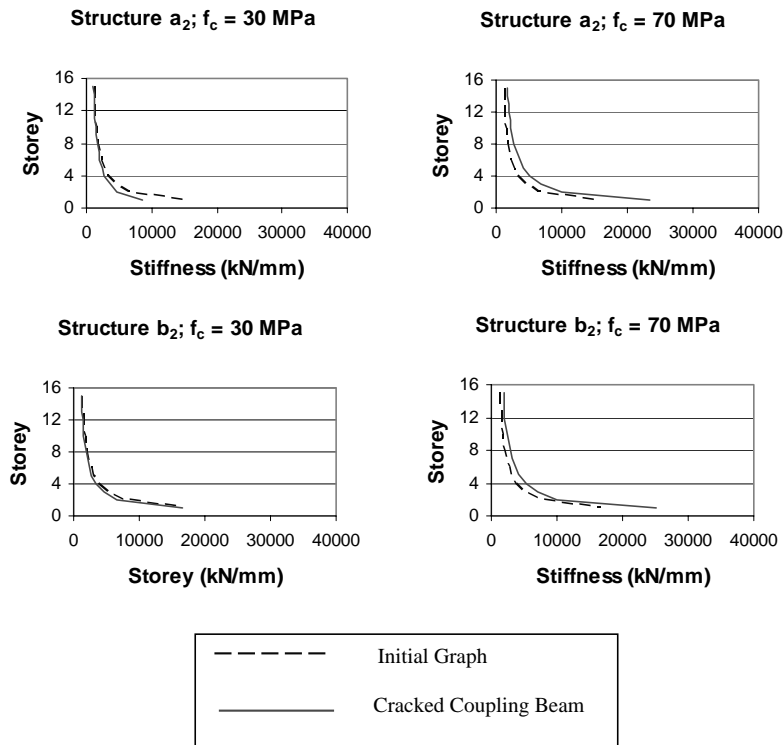 Structure a₂; f_c = 30 MPa
16
12
8
4
0
Storey
0 10000 20000 30000 40000
Stiffness (kN/mm)
Structure a₂; f_c = 70 MPa
16
12
8
4
0
Storey
0 10000 20000 30000 40000
Stiffness (kN/mm)
Structure b₂; f_c = 30 MPa
16
12
8
4
0
Storey
0 10000 20000 30000 40000
Storey (kN/mm)
Structure b₂; f_c = 70 MPa
16
12
8
4
0
Storey
0 10000 20000 30000 40000
Stiffness (kN/mm)
Initial Graph
Cracked Coupling Beam